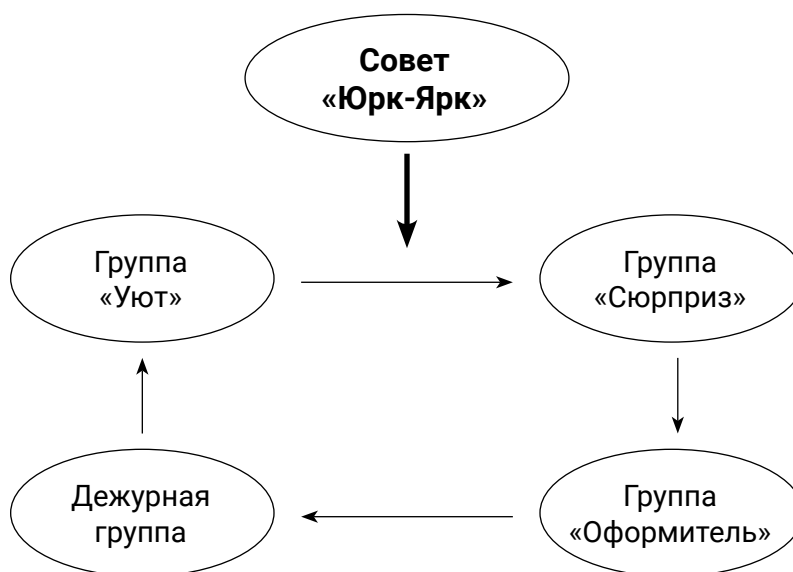 Совет
«Юрк-Ярк»
Группа
«Уют»
Группа
«Сюрприз»
Дежурная
группа
Группа
«Оформитель»